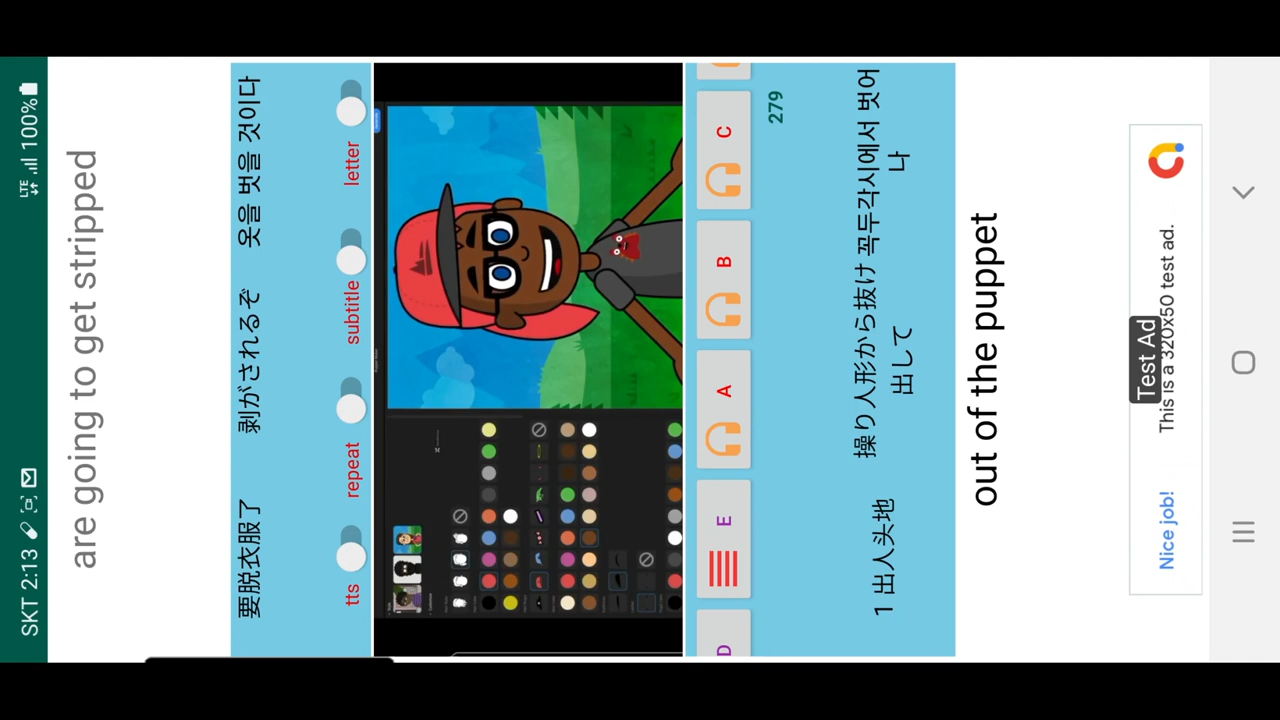 SKT 2:13 LTE 100%
are going to get stripped
要脱衣服了 剥がされるぞ 옷을 벗을 것이다
tts repeat subtitle letter
D E A B C
279
1 出人头地 操り人形から抜け 꼭두각시에서 벗어
出して 나
out of the puppet
Test Ad
Nice job! This is a 320x50 test ad.